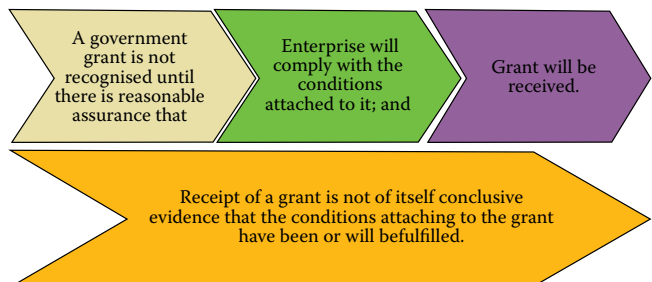 A government
grant is not
recognised until
there is reasonable
assurance that
Enterprise will
comply with the
conditions
attached to it; and
Grant will be
received.
Receipt of a grant is not of itself conclusive
evidence that the conditions attaching to the grant
have been or will befulfilled.